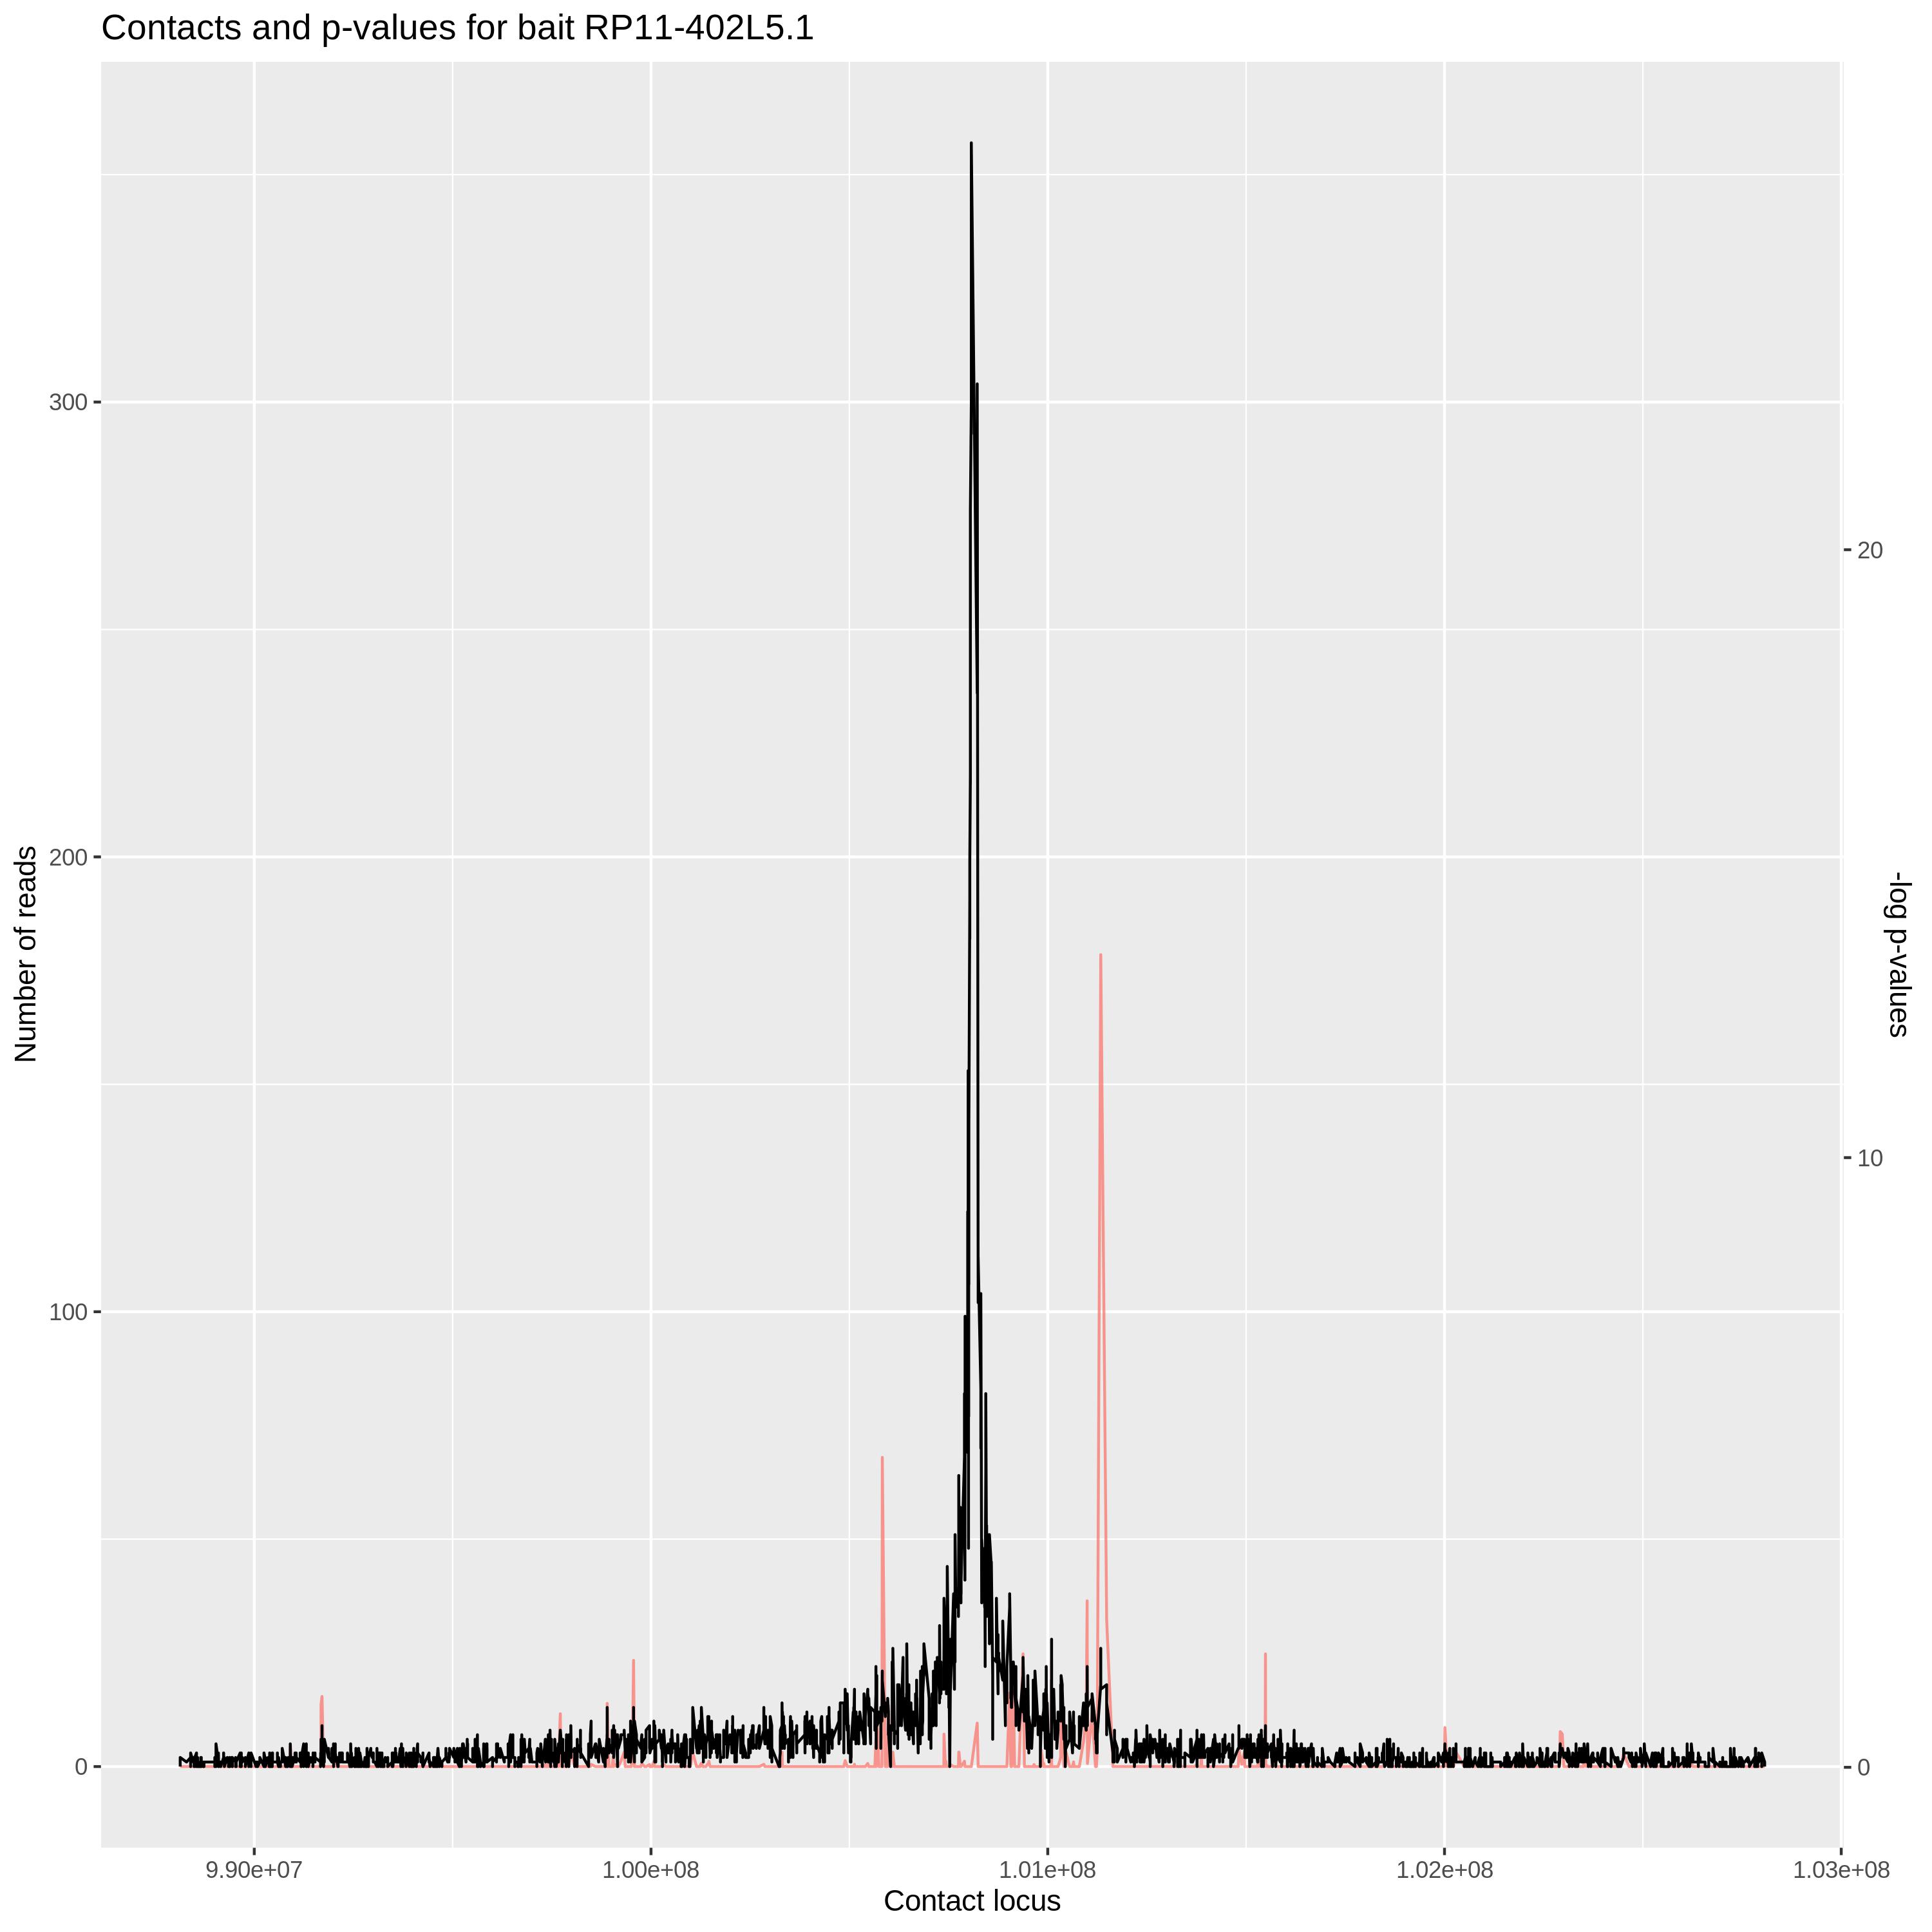 Contacts and p-values for bait RP11-402L5.1
Number of reads
300
200
100
0
20
10
0
-log p-values
9.90e+07
1.00e+08
1.01e+08
1.02e+08
1.03e+08
Contact locus